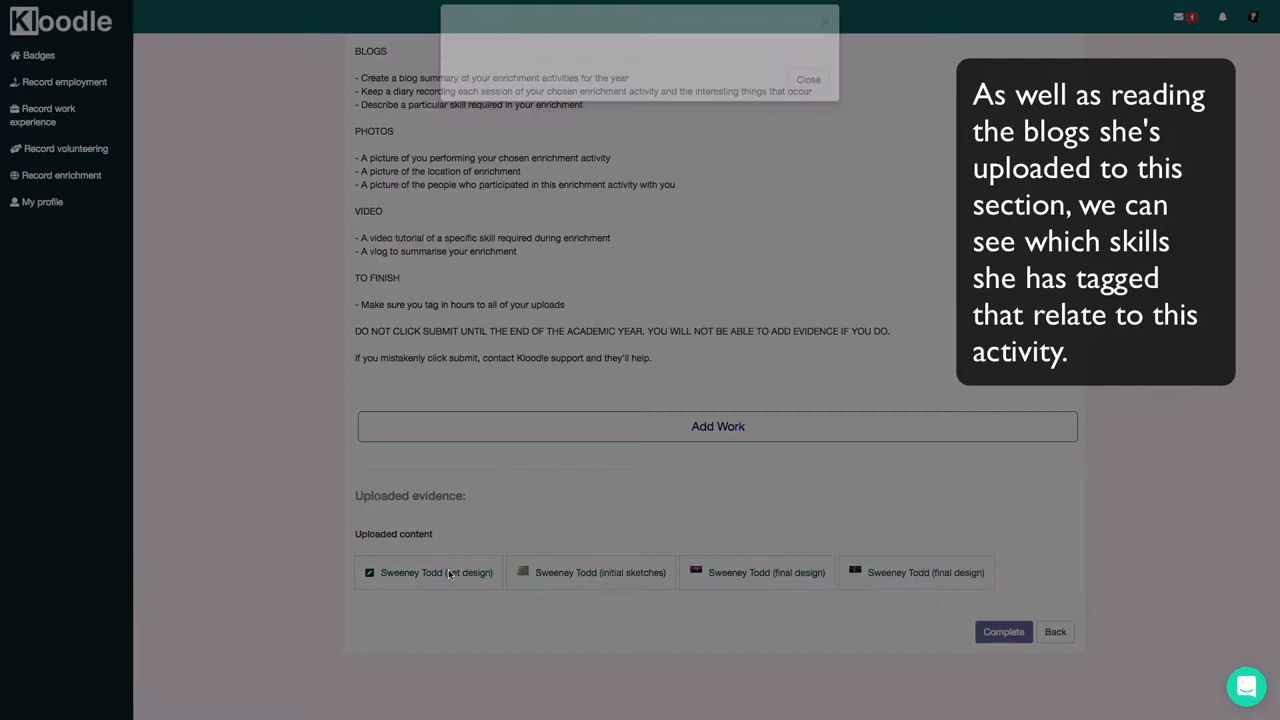 Kloodle
Badges
Record employment
Record work
experience
Record volunteering
Record enrichment
My profile
1
×
Close
BLOGS
- Create a blog summary of your enrichment activities for the year
- Keep a diary recording each session of your chosen enrichment activity and the interesting things that occur
- Describe a particular skill required in your enrichment
PHOTOS
- A picture of you performing your chosen enrichment activity
- A picture of the location of enrichment
- A picture of the people who participated in this enrichment activity with you
VIDEO
- A video tutorial of a specific skill required during enrichment
- A vlog to summarise your enrichment
TO FINISH
- Make sure you tag in hours to all of your uploads
DO NOT CLICK SUBMIT UNTIL THE END OF THE ACADEMIC YEAR. YOU WILL NOT BE ABLE TO ADD EVIDENCE IF YOU DO.
If you mistakenly click submit, contact Kloodle support and they'll help.
Add Work
Uploaded evidence:
Uploaded content
Sweeney Todd (set design)
Sweeney Todd (initial sketches)
Sweeney Todd (final design)
Sweeney Todd (final design)
Complete
Back
As well as reading
the blogs she's
uploaded to this
section, we can
see which skills
she has tagged
that relate to this
activity.